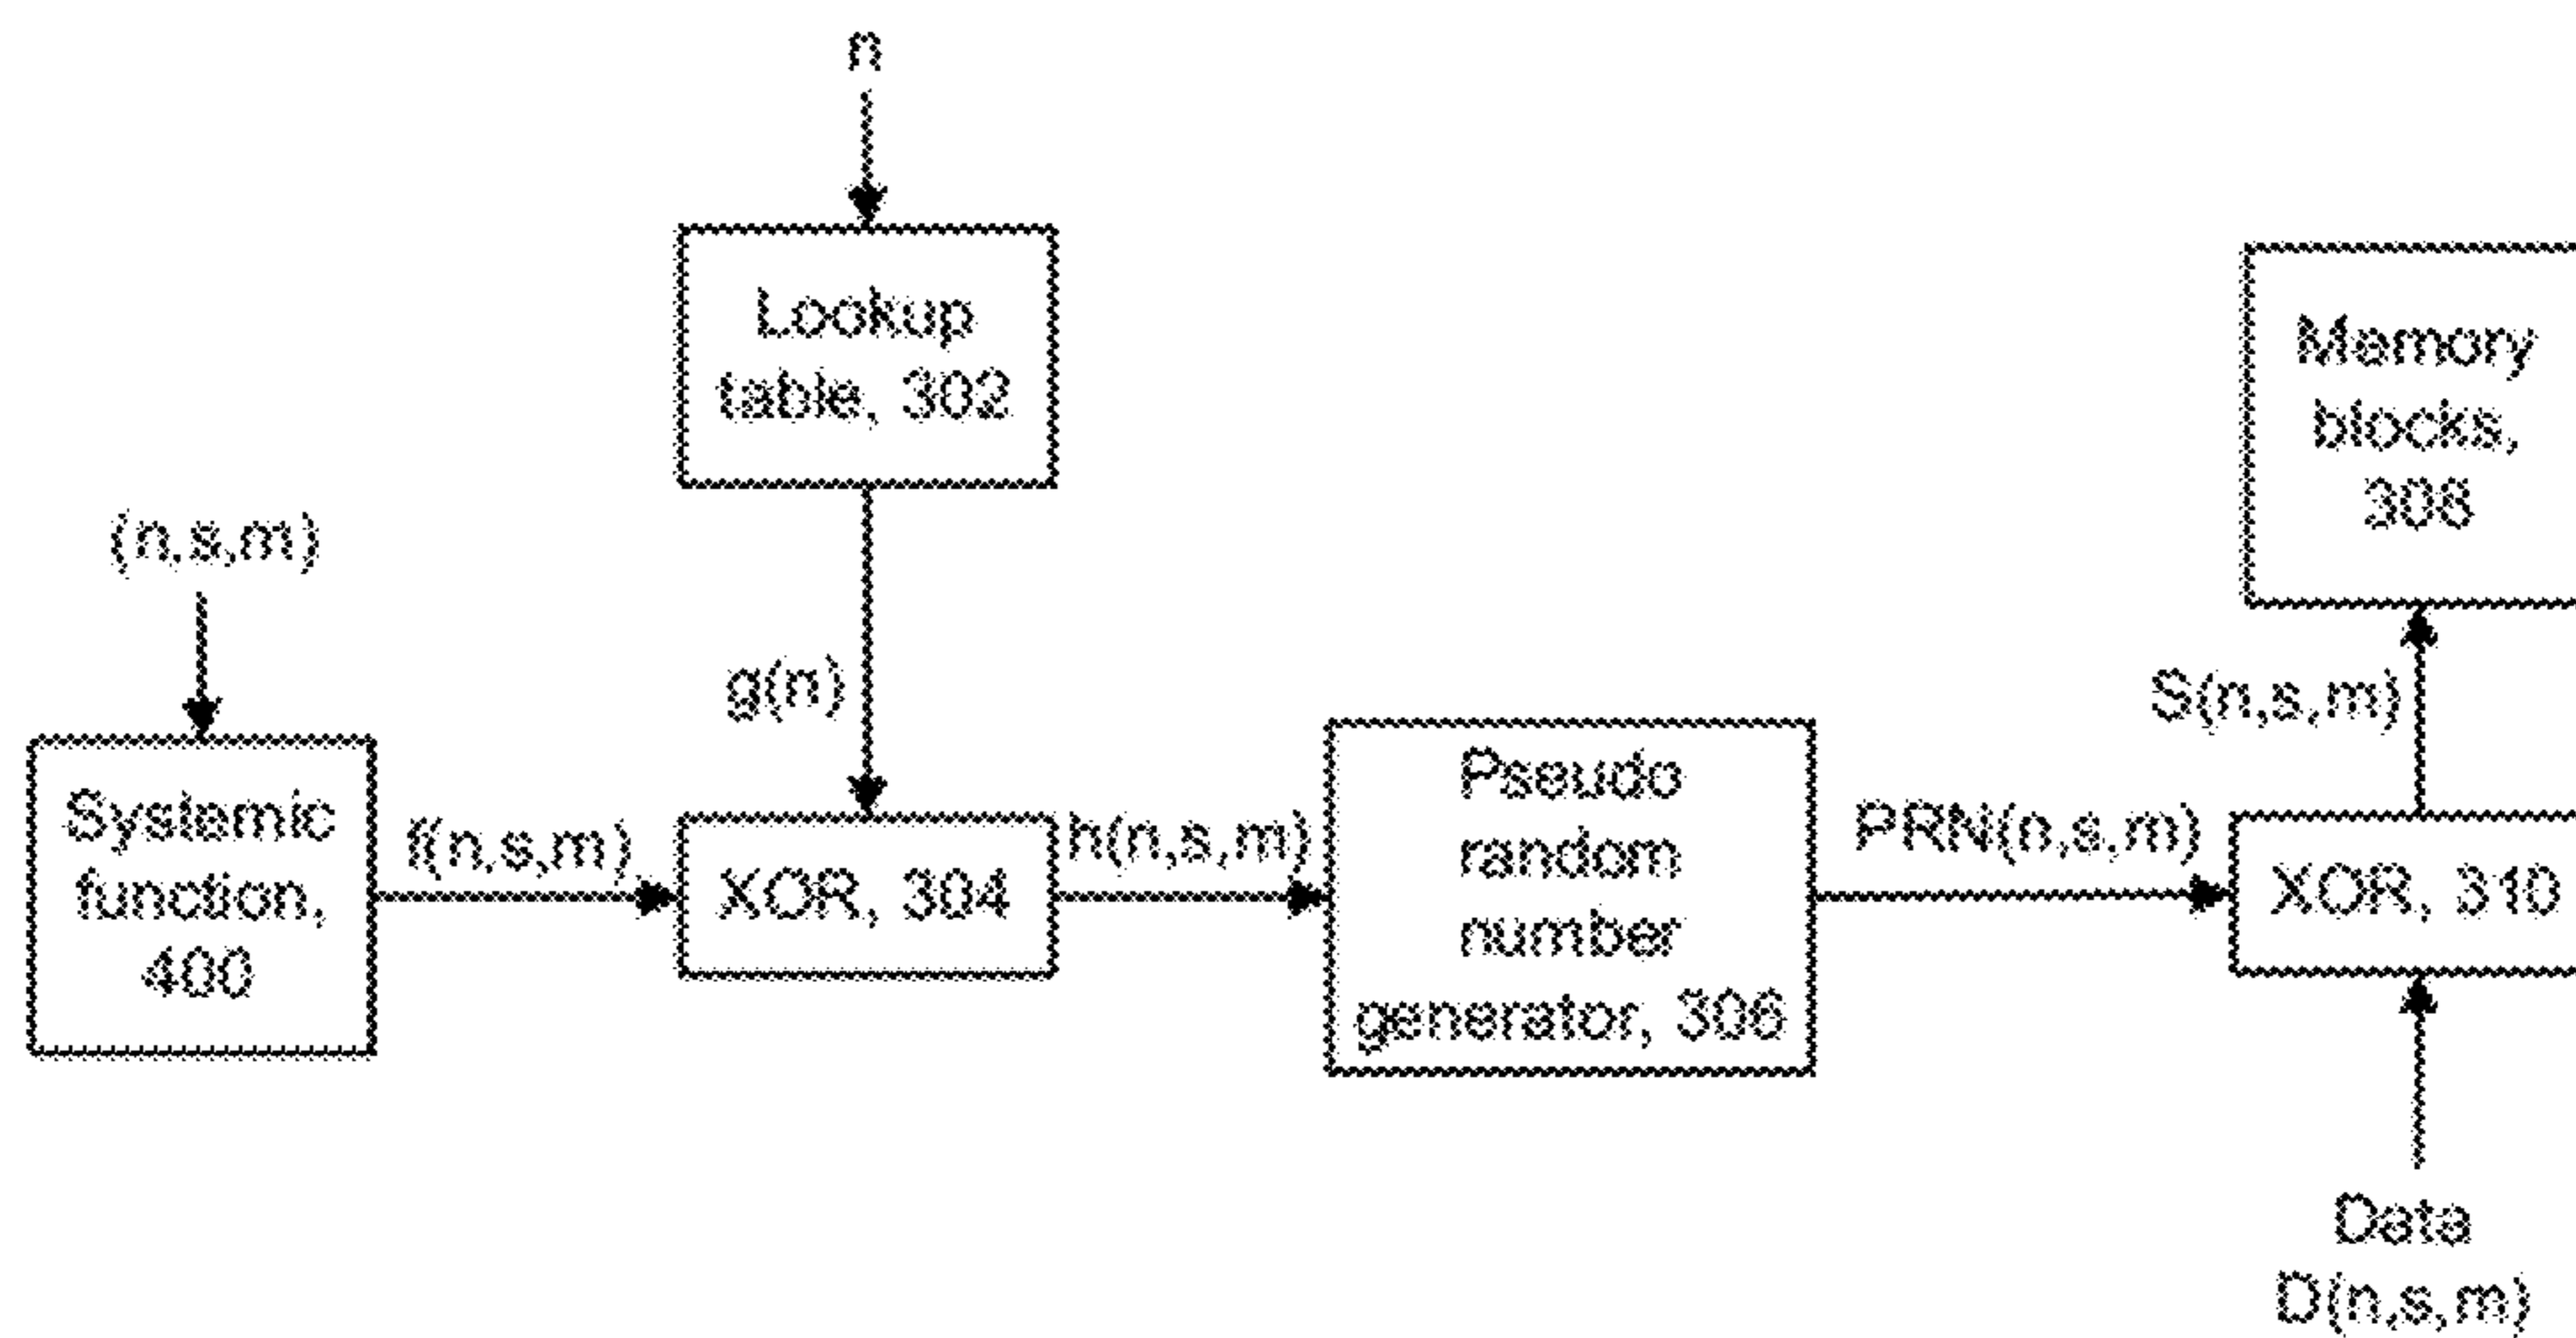 n
Lookup
table, 302
Memory
blocks,
308
(n,s,m)
g(n)
S(n,s,m)
Systemic
function,
400
f(n,s,m)
XOR, 304
h(n,s,m)
Pseudo
random
number
generator, 306
PRN(n,s,m)
XOR, 310
Data
D(n,s,m)